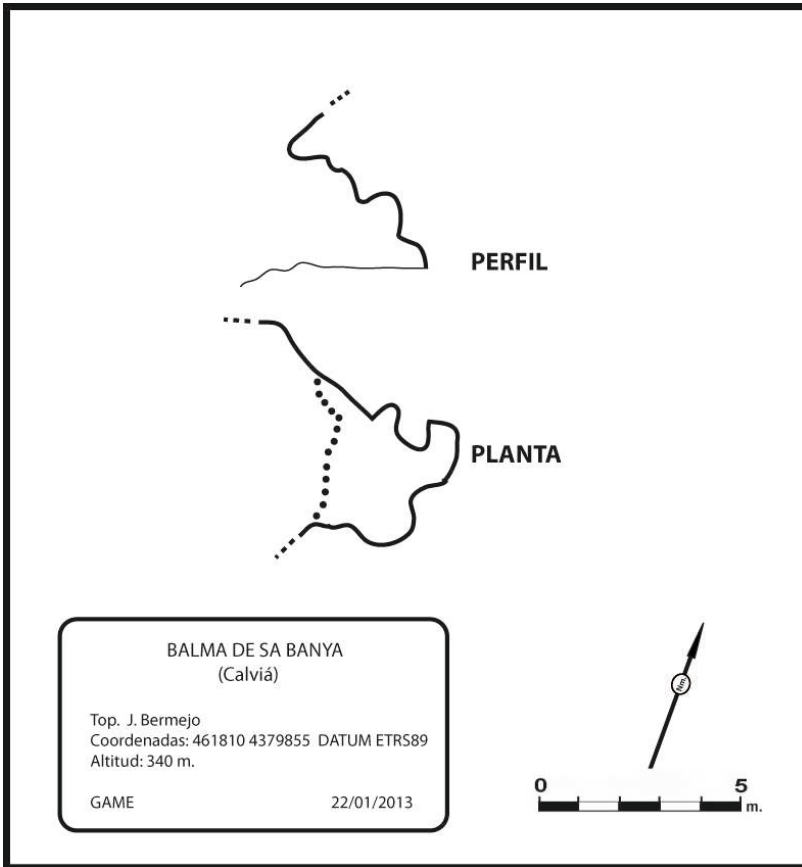 PERFIL
PLANTA
BALMA DE SA BANYA
(Calviá)
Top. J. Bermejo
Coordenadas: 461810 4379855 DATUM ETRS89
Altitud: 340 m.
GAME 22/01/2013
Nm.
0 5
m.